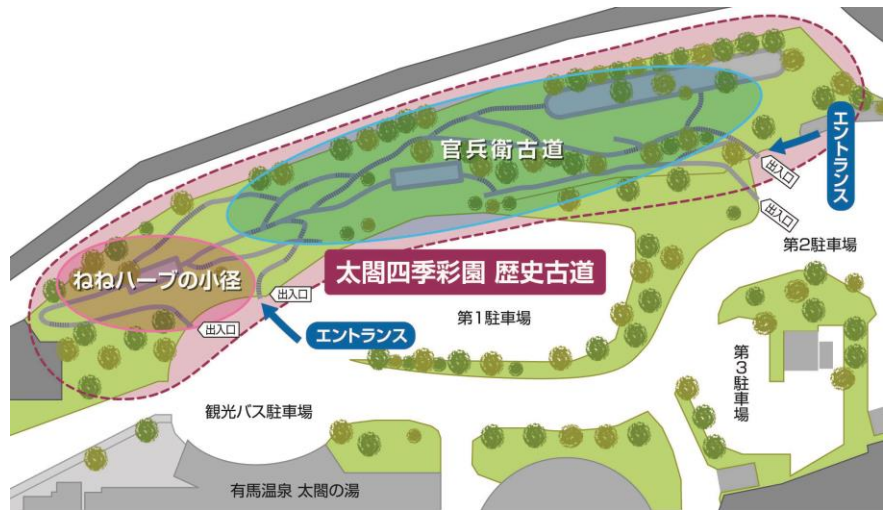 官兵衛古道
エントランス
出入口
出入口
第2駐車場
ねねハーブの小径
太閤四季彩園 歴史古道
出入口
第1駐車場
出入口
エントランス
第3駐車場
観光バス駐車場
有馬温泉 太閤の湯